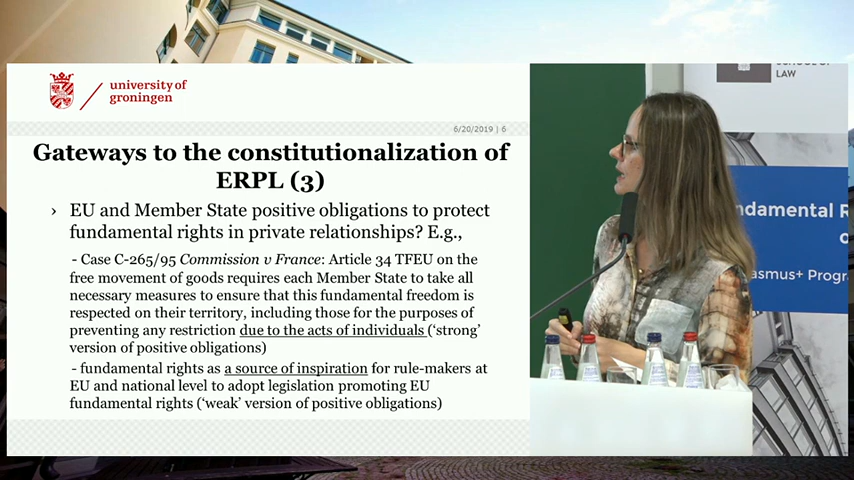 university of
groningen
6/20/2019 | 6
Gateways to the constitutionalization of
ERPL (3)
› EU and Member State positive obligations to protect
fundamental rights in private relationships? E.g.,
- Case C-265/95 Commission v France: Article 34 TFEU on the
free movement of goods requires each Member State to take all
necessary measures to ensure that this fundamental freedom is
respected on their territory, including those for the purposes of
preventing any restriction due to the acts of individuals ('strong'
version of positive obligations)
- fundamental rights as a source of inspiration for rule-makers at
EU and national level to adopt legislation promoting EU
fundamental rights ('weak' version of positive obligations)
LAW
ndamental R
asmus+ Progr